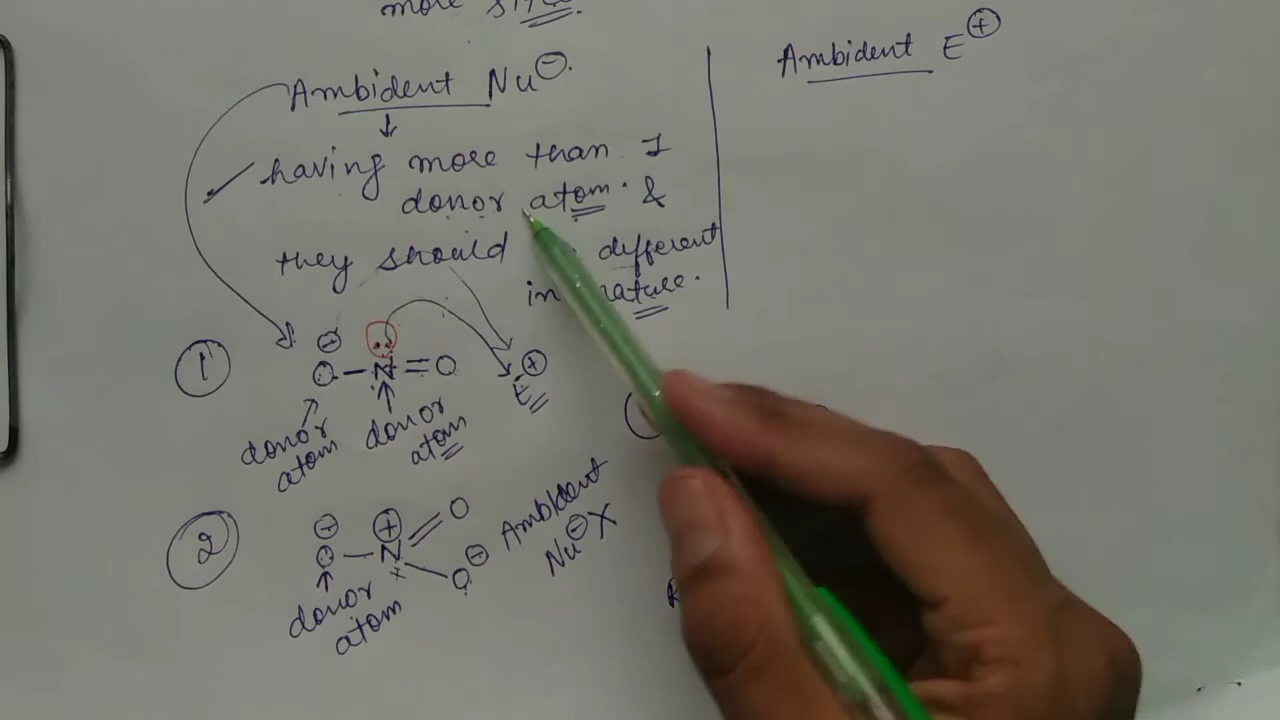 more
Ambident Nu⊖.
having more than I
donor atom. &
they should different
in nature.
① ⊖O–N̈=O E⊕
donor atom donor atom
② ⊖O–N⊕=O
O⊖
donor atom
Ambident
Nu⊖ X
Ambident E⊕